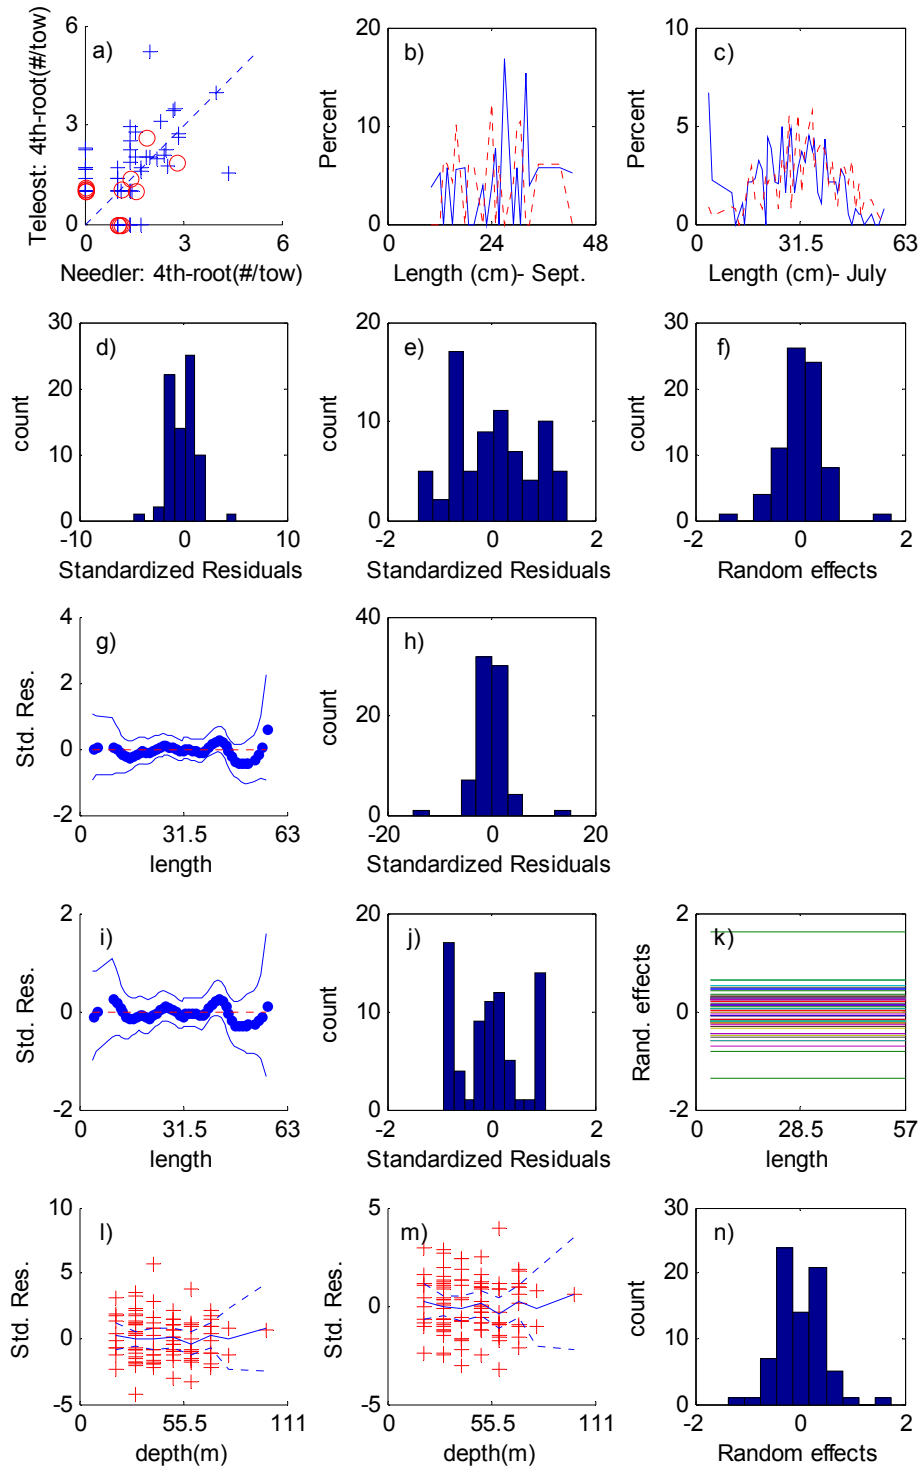 a)
6
3
0
0
3
6
Teleost: 4th-root(#/tow)
Needler: 4th-root(#/tow)
b)
20
10
0
0
24
48
Percent
Length (cm)- Sept.
c)
10
5
0
0
31.5
63
Percent
Length (cm)- July
d)
30
20
10
0
-10
0
10
count
Standardized Residuals
e)
20
10
0
-2
0
2
count
Standardized Residuals
f)
30
20
10
0
-2
0
2
count
Random effects
g)
4
2
0
-2
0
31.5
63
Std. Res.
length
h)
40
20
0
-20
0
20
count
Standardized Residuals
i)
2
0
-2
0
31.5
63
Std. Res.
length
j)
20
10
0
-2
0
2
count
Standardized Residuals
k)
2
0
-2
0
28.5
57
Rand. effects
length
l)
10
5
0
-5
0
55.5
111
Std. Res.
depth(m)
m)
5
0
-5
0
55.5
111
Std. Res.
depth(m)
n)
30
20
10
0
-2
0
2
count
Random effects